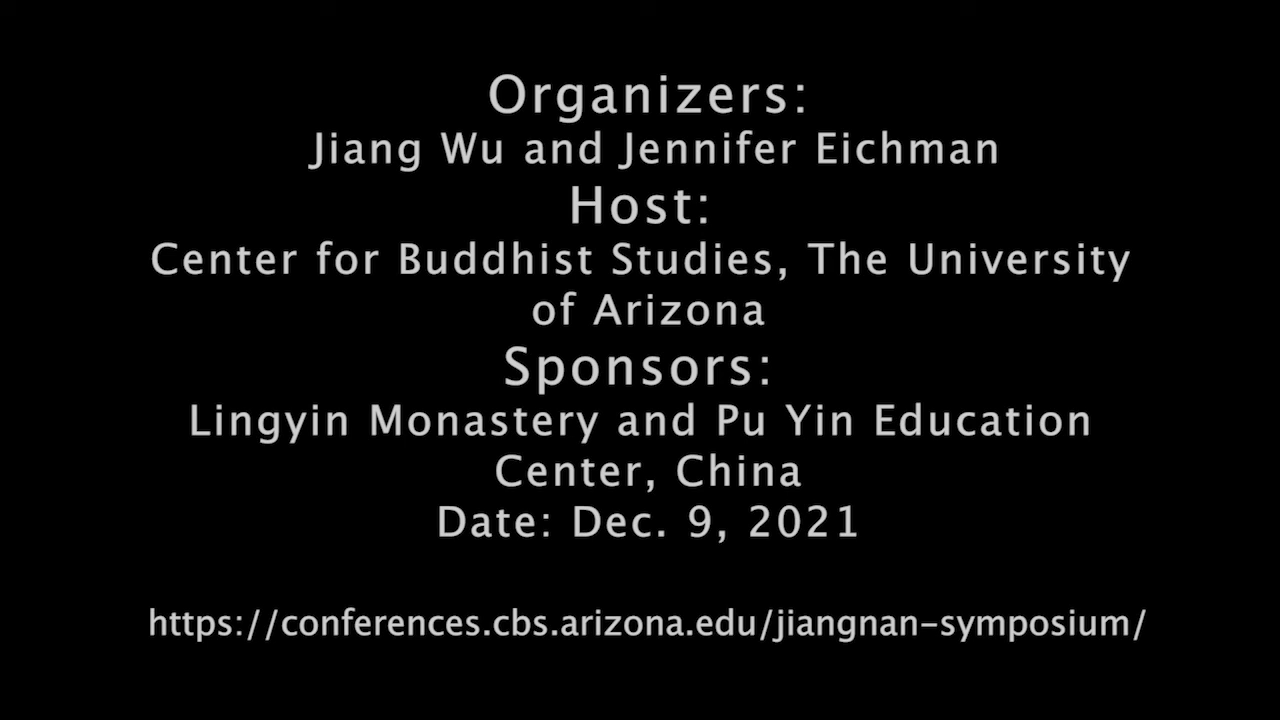 Organizers:
Jiang Wu and Jennifer Eichman
Host:
Center for Buddhist Studies, The University
of Arizona
Sponsors:
Lingyin Monastery and Pu Yin Education
Center, China
Date: Dec. 9, 2021
https://conferences.cbs.arizona.edu/jiangnan-symposium/